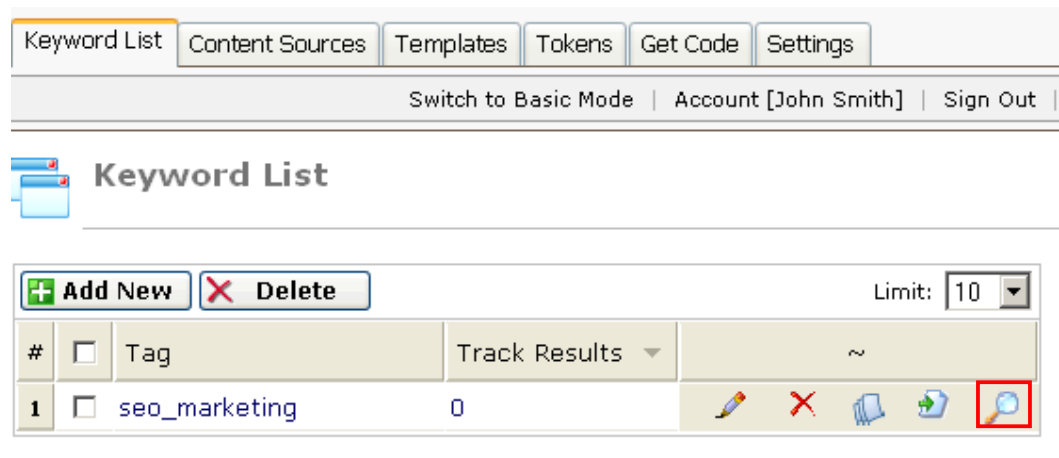 Keyword List Content Sources Templates Tokens Get Code Settings
Switch to Basic Mode | Account [John Smith] | Sign Out |
Keyword List
Add New Delete Limit: 10
# Tag Track Results ~
1 seo_marketing 0